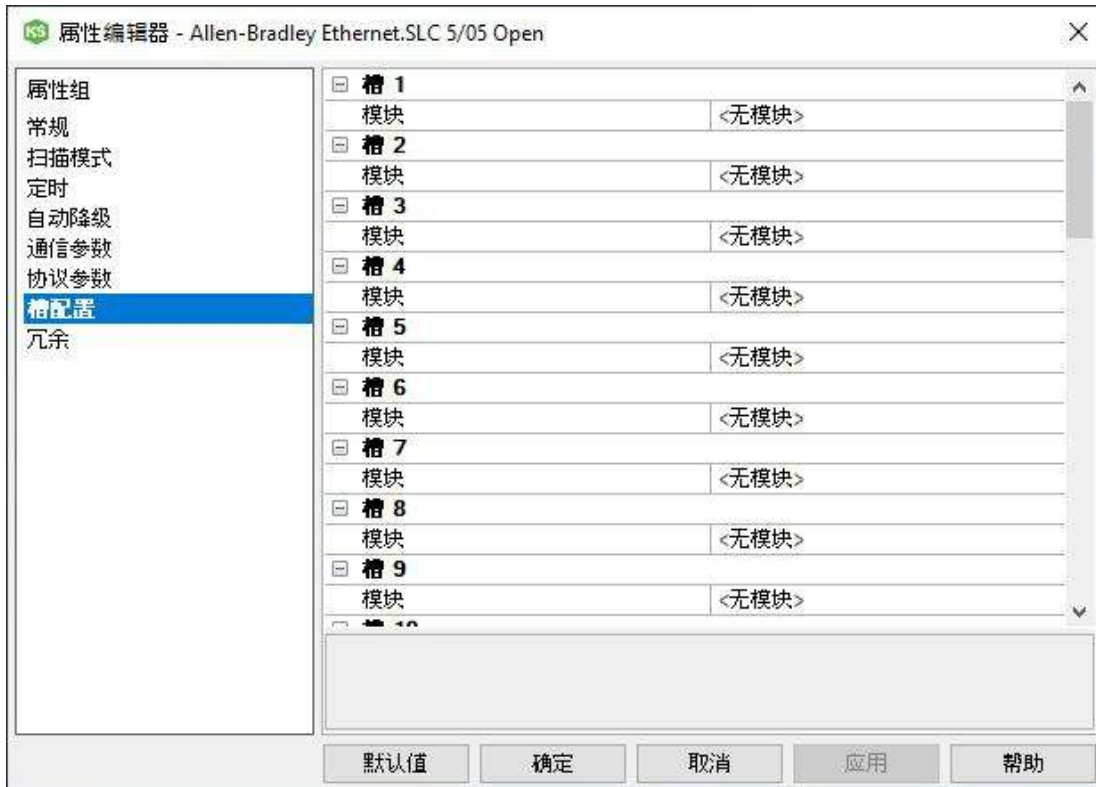 KS 属性编辑器 - Allen-Bradley Ethernet.SLC 5/05 Open
属性组
常规
扫描模式
定时
自动降级
通信参数
协议参数
槽配置
冗余
槽 1
模块 <无模块>
槽 2
模块 <无模块>
槽 3
模块 <无模块>
槽 4
模块 <无模块>
槽 5
模块 <无模块>
槽 6
模块 <无模块>
槽 7
模块 <无模块>
槽 8
模块 <无模块>
槽 9
模块 <无模块>
槽 10
默认值 确定 取消 应用 帮助